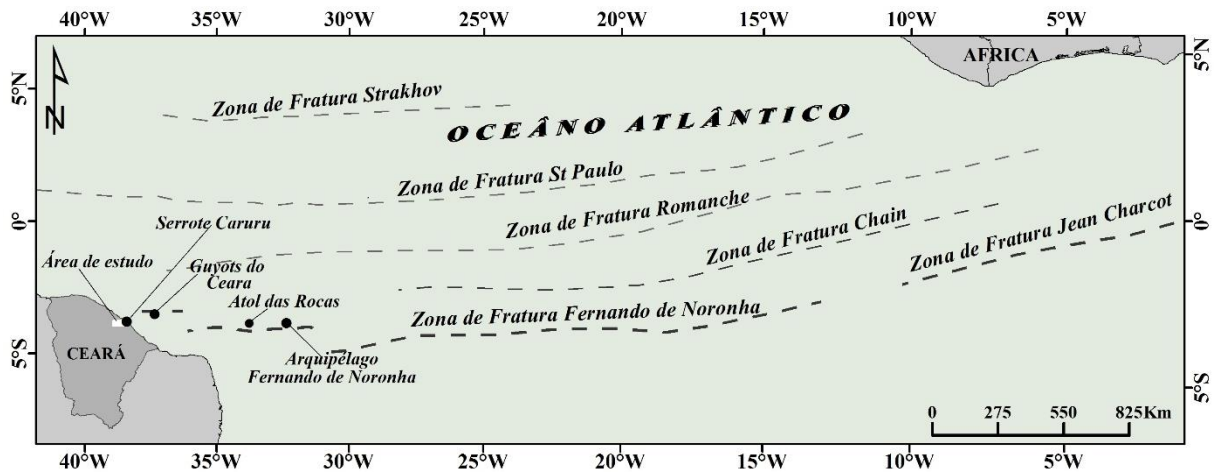 40°W 35°W 30°W 25°W 20°W 15°W 10°W 5°W
5°N
N
AFRICA
5°N
Zona de Fratura Strakhov
OCEÂNO ATLÂNTICO
Zona de Fratura St Paulo
Zona de Fratura Romanche
Zona de Fratura Chain
Zona de Fratura Jean Charcot
0°
0°
Serrote Caruru
Área de estudo
Guyots do
Ceara
Atol das Rocas
Zona de Fratura Fernando de Noronha
CEARÁ
Arquipélago
Fernando de Noronha
5°S
5°S
0 275 550 825Km
40°W 35°W 30°W 25°W 20°W 15°W 10°W 5°W